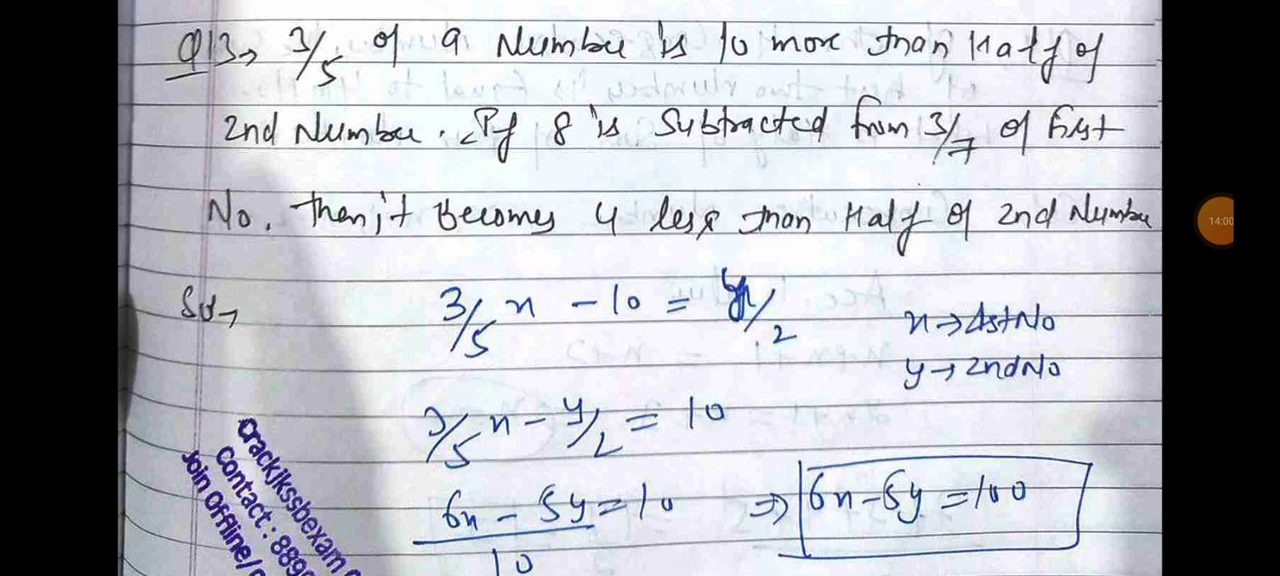 Q13→ 3/5 of a Number is 10 more than Half of
2nd Number. If 8 is Subtracted from 3/7 of first
No. then it Becomes 4 less than Half of 2nd Number
Sol→ 3/5 x - 10 = y/2
x → 1st No
y → 2nd No
3/5 x - y/2 = 10
6x - 5y / 10 = 10 ⇒ 6x - 5y = 100
crackjkssbexam
Contact : 889
Join Offline/
14:00